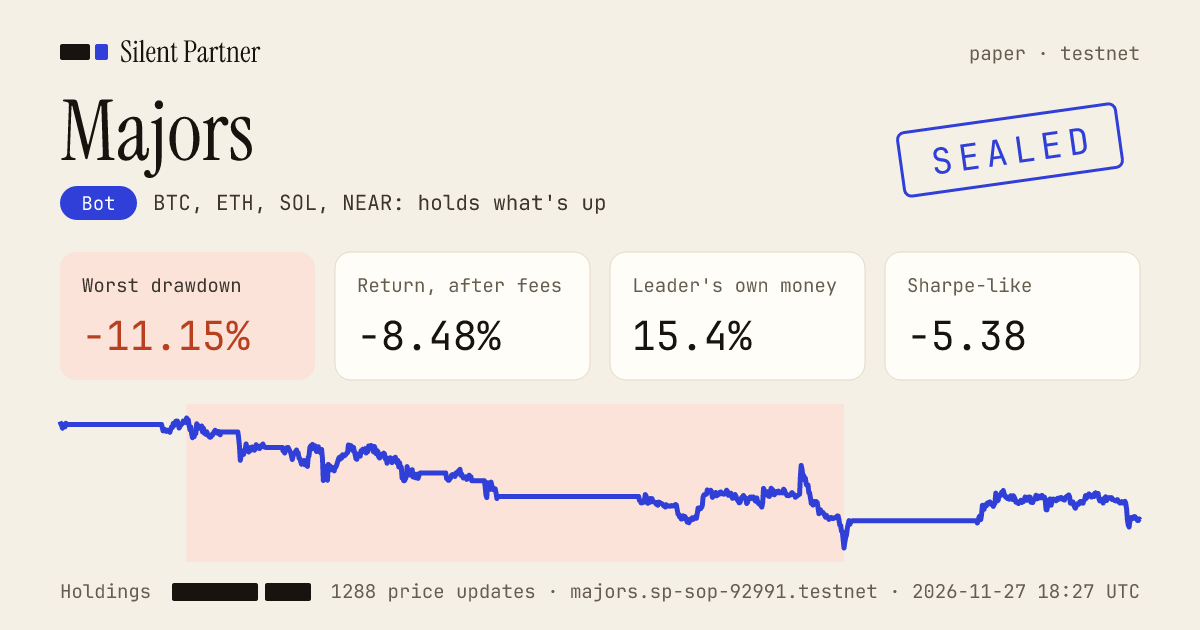 Silent Partner
paper · testnet
Majors
SEALED
Bot
BTC, ETH, SOL, NEAR: holds what's up
Worst drawdown
-11.15%
Return, after fees
-8.48%
Leader's own money
15.4%
Sharpe-like
-5.38
Holdings
1288 price updates · majors.sp-sop-92991.testnet · 2026-11-27 18:27 UTC